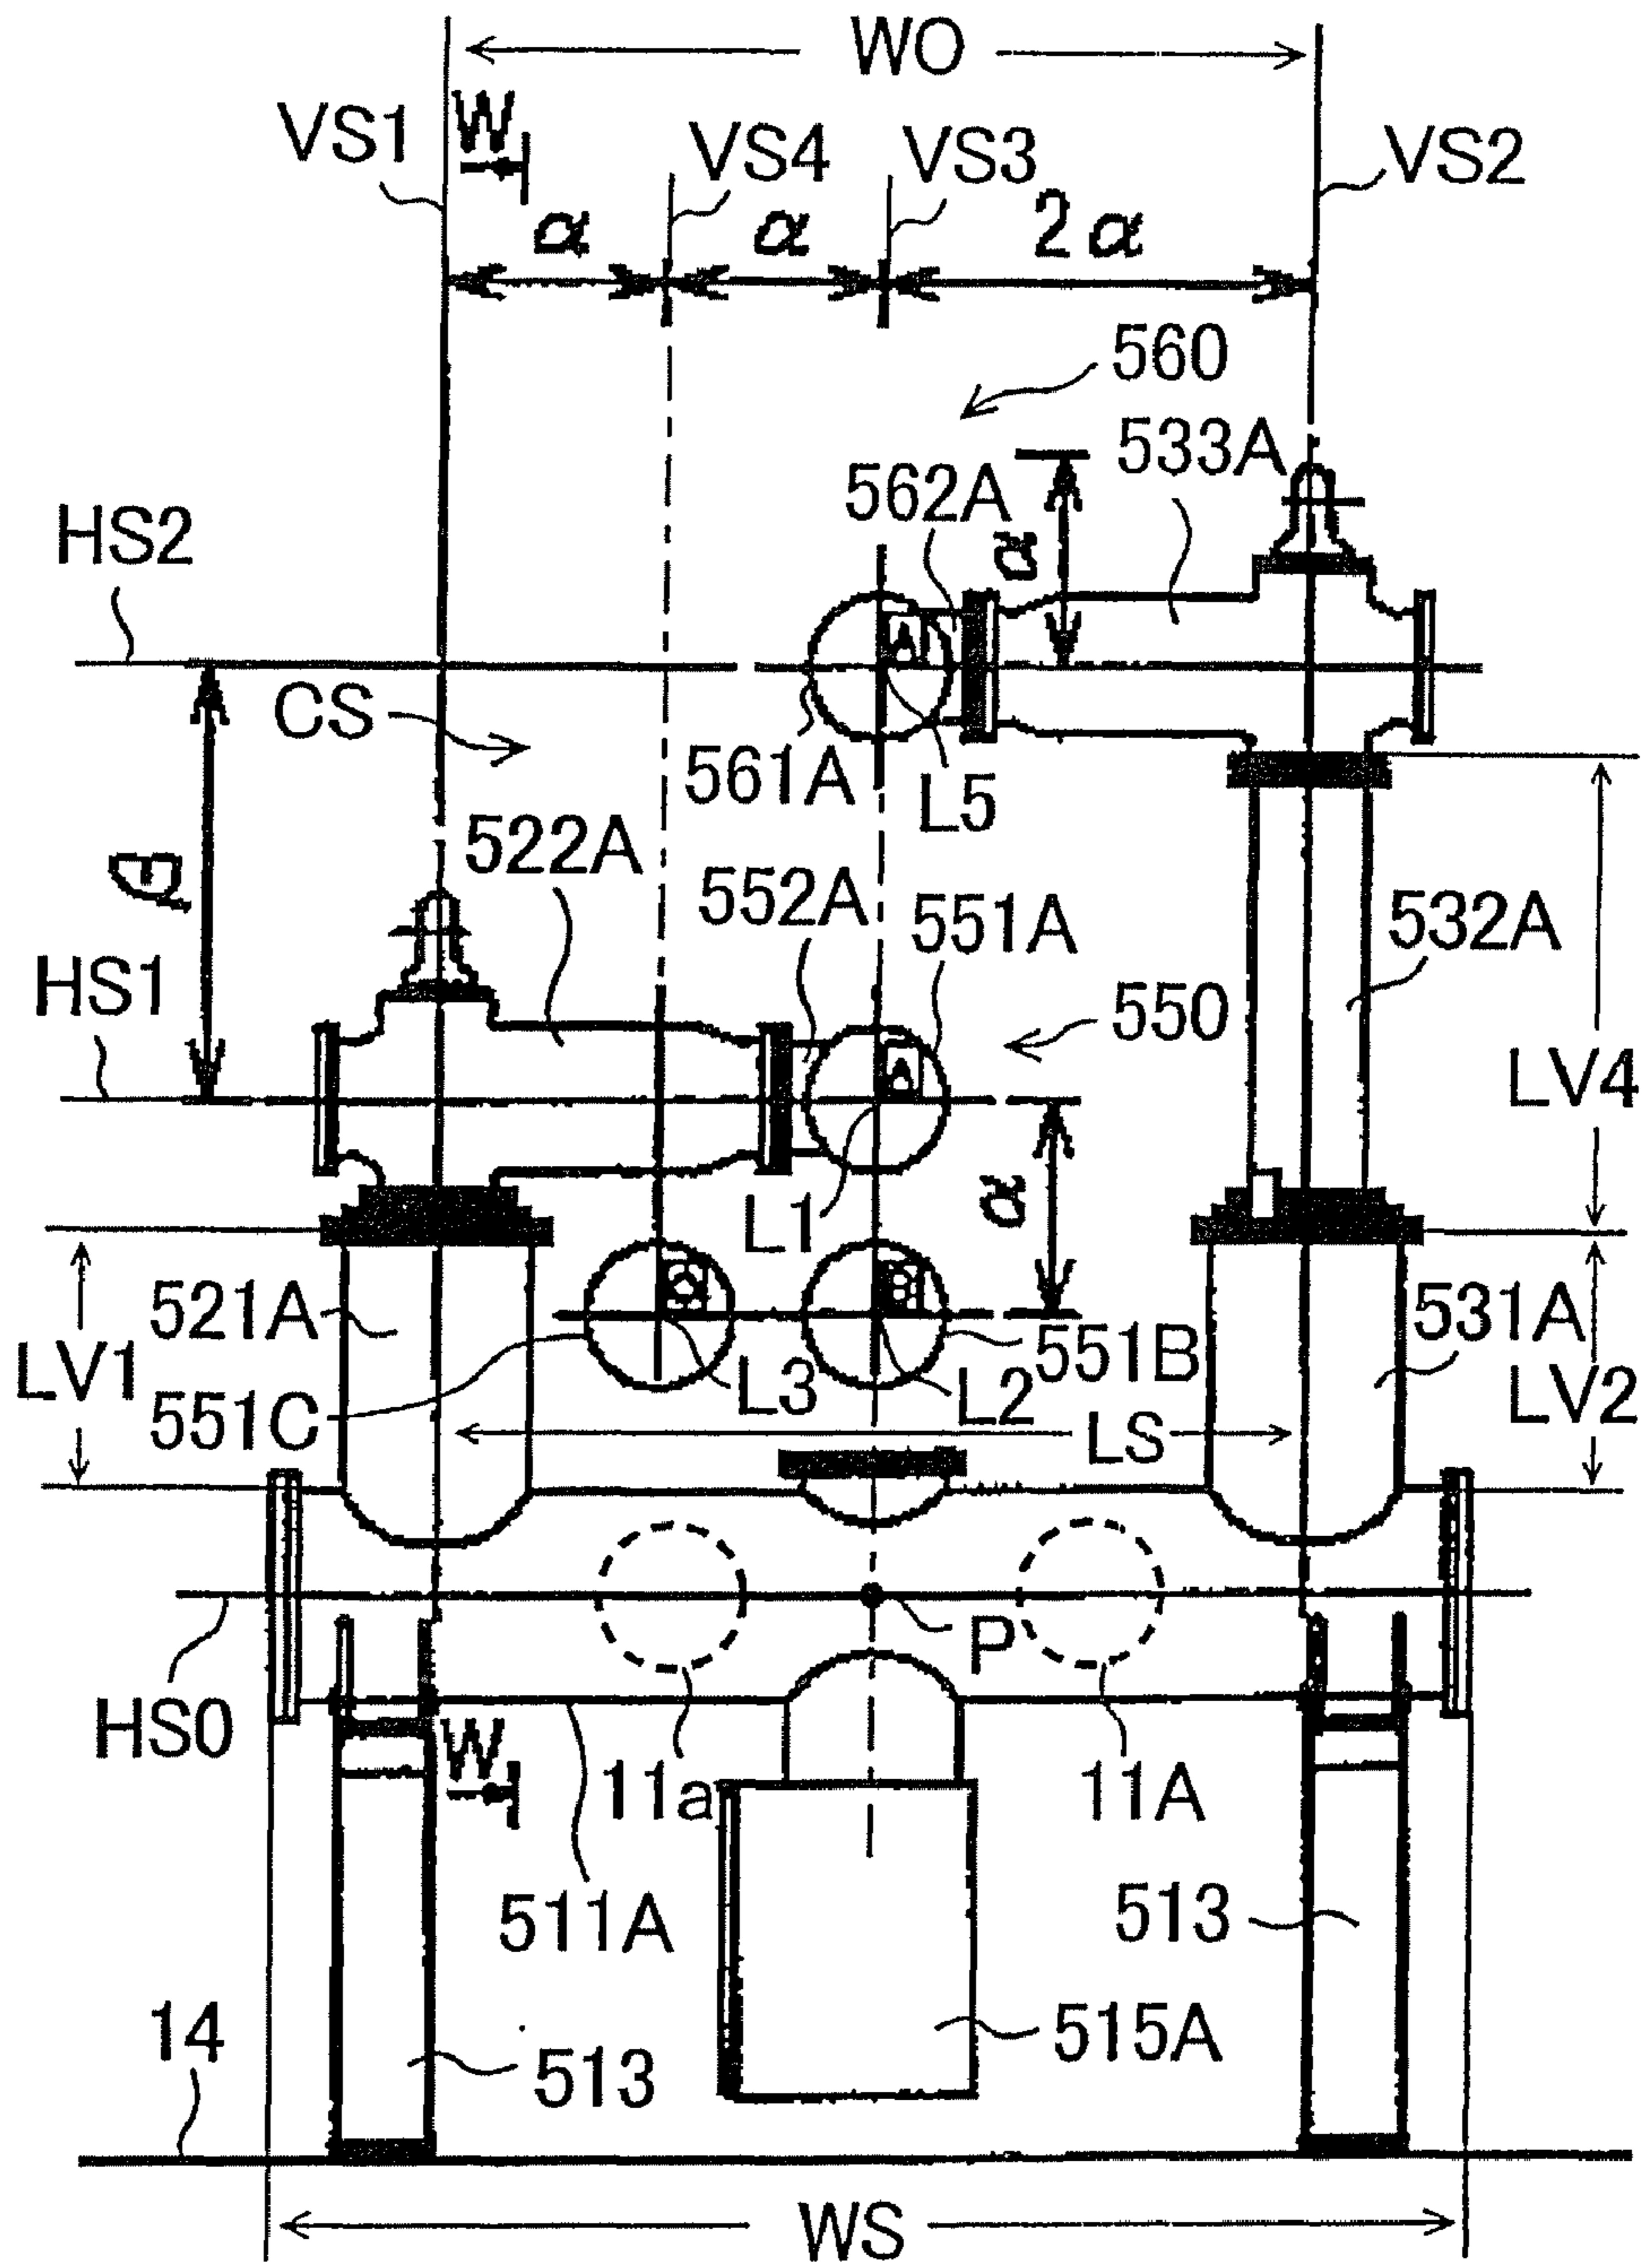 WO
VS1
W
VS4
VS3
VS2
α
α
2α
560
533A
562A
α
HS2
CS
561A
L5
522A
552A
551A
532A
HS1
550
A
A
LV4
L1
α
B
521A
531A
LV1
551B
L3
L2
LV2
551C
LS
P
HS0
W
11a
11A
511A
513
515A
14
513
WS